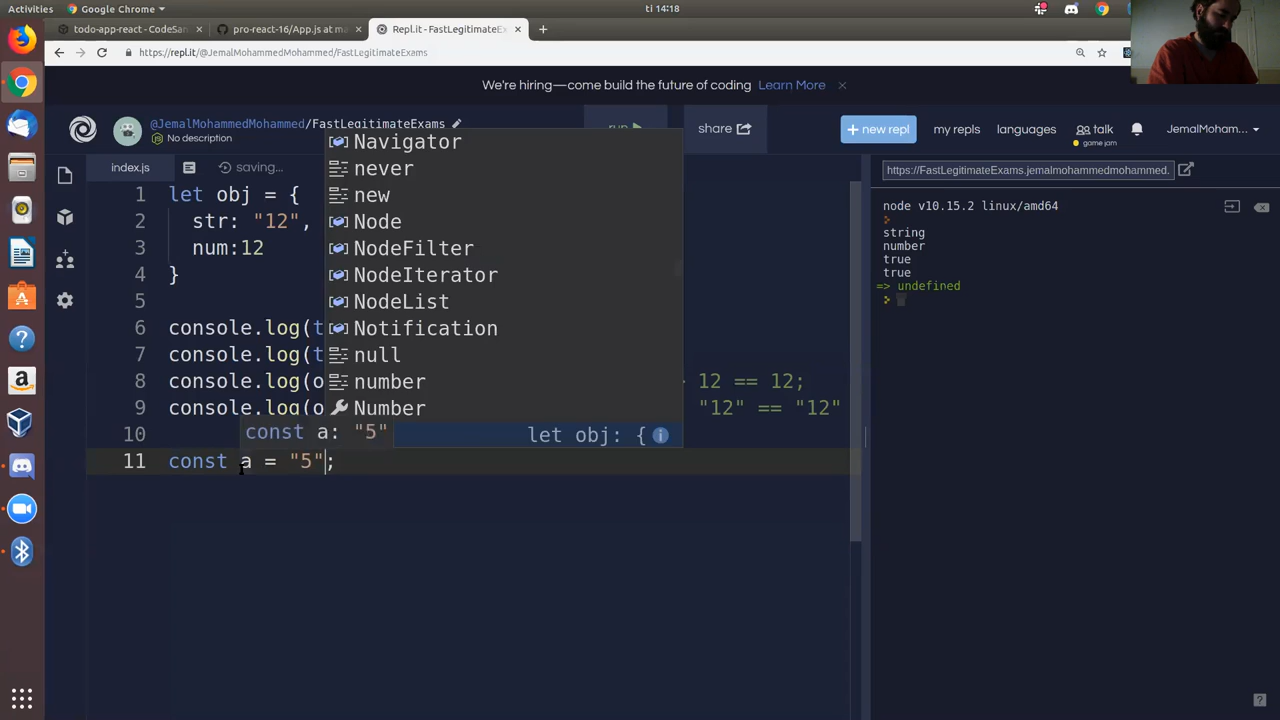 Activities Google Chrome ti 14:18
todo-app-react - CodeSan × pro-react-16/App.js at ma × Repl.it - FastLegitimateExams ×
https://repl.it/@JemalMohammedMohammed/FastLegitimateExams
We're hiring—come build the future of coding Learn More
@JemalMohammedMohammed/FastLegitimateExams
No description
share
+ new repl
my repls
languages
talk
game jam
JemalMoham...
index.js
saving...
https://FastLegitimateExams.jemalmohammedmohammed.
1 let obj = {
2 str: "12",
3 num:12
4 }
5
6 console.log(t
7 console.log(t
8 console.log(o 12 == 12;
9 console.log(o "12" == "12"
10
11 const a = "5";
Navigator
never
new
Node
NodeFilter
NodeIterator
NodeList
Notification
null
number
Number
let obj: {
const a: "5"
node v10.15.2 linux/amd64
string
number
true
true
=> undefined